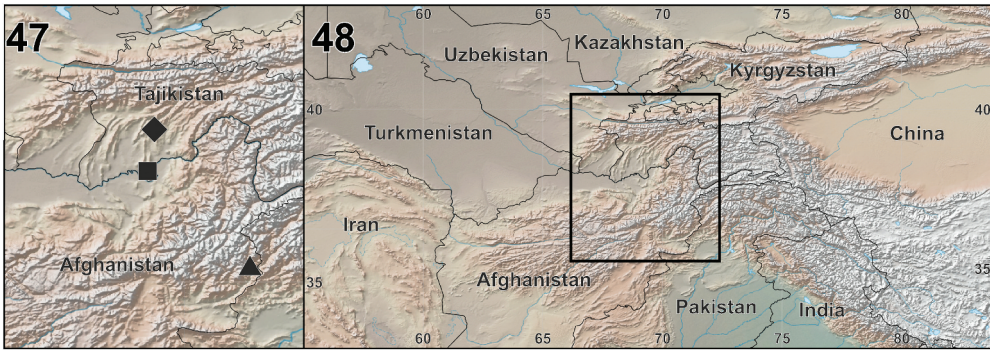 47
Tajikistan
Afghanistan
48
60 65 70 75 80
Uzbekistan
Kazakhstan
Kyrgyzstan
40 40
Turkmenistan
China
Iran
Afghanistan
35 35
Pakistan
India
60 65 70 75 80